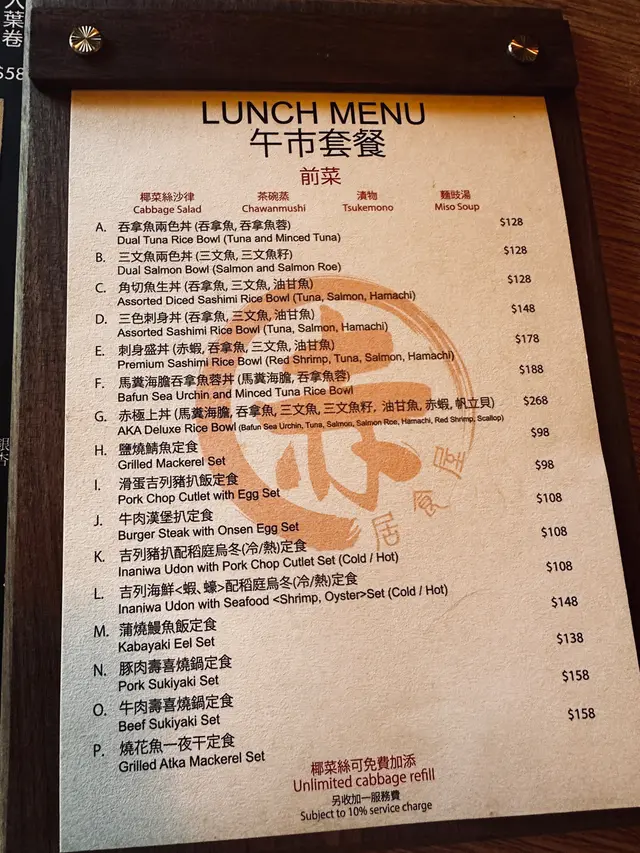 葉卷
$58
LUNCH MENU
午市套餐
前菜
椰菜絲沙律 茶碗蒸 漬物 麵豉湯
Cabbage Salad Chawanmushi Tsukemono Miso Soup
A. 吞拿魚兩色丼 (吞拿魚, 吞拿魚蓉) $128
Dual Tuna Rice Bowl (Tuna and Minced Tuna)
B. 三文魚兩色丼 (三文魚, 三文魚籽) $128
Dual Salmon Bowl (Salmon and Salmon Roe)
C. 角切魚生丼 (吞拿魚, 三文魚, 油甘魚) $128
Assorted Diced Sashimi Rice Bowl (Tuna, Salmon, Hamachi)
D. 三色刺身丼 (吞拿魚, 三文魚, 油甘魚) $148
Assorted Sashimi Rice Bowl (Tuna, Salmon, Hamachi)
E. 刺身盛丼 (赤蝦, 吞拿魚, 三文魚, 油甘魚) $178
Premium Sashimi Rice Bowl (Red Shrimp, Tuna, Salmon, Hamachi)
F. 馬糞海膽吞拿魚蓉丼 (馬糞海膽, 吞拿魚蓉) $188
Bafun Sea Urchin and Minced Tuna Rice Bowl
G. 赤極上丼 (馬糞海膽, 吞拿魚, 三文魚, 三文魚籽, 油甘魚, 赤蝦, 帆立貝) $268
AKA Deluxe Rice Bowl (Bafun Sea Urchin, Tuna, Salmon, Salmon Roe, Hamachi, Red Shrimp, Scallop)
H. 鹽燒鯖魚定食 $98
Grilled Mackerel Set
I. 滑蛋吉列豬扒飯定食 $98
Pork Chop Cutlet with Egg Set
J. 牛肉漢堡扒定食 $108
Burger Steak with Onsen Egg Set
K. 吉列豬扒配稻庭烏冬(冷/熱)定食 $108
Inaniwa Udon with Pork Chop Cutlet Set (Cold / Hot)
L. 吉列海鮮<蝦、蠔>配稻庭烏冬(冷/熱)定食 $108
Inaniwa Udon with Seafood <Shrimp, Oyster>Set (Cold / Hot)
M. 蒲燒鰻魚飯定食 $148
Kabayaki Eel Set
N. 豚肉壽喜燒鍋定食 $138
Pork Sukiyaki Set
O. 牛肉壽喜燒鍋定食 $158
Beef Sukiyaki Set
P. 燒花魚一夜干定食 $158
Grilled Atka Mackerel Set
赤
居食屋
椰菜絲可免費加添
Unlimited cabbage refill
另收加一服務費
Subject to 10% service charge